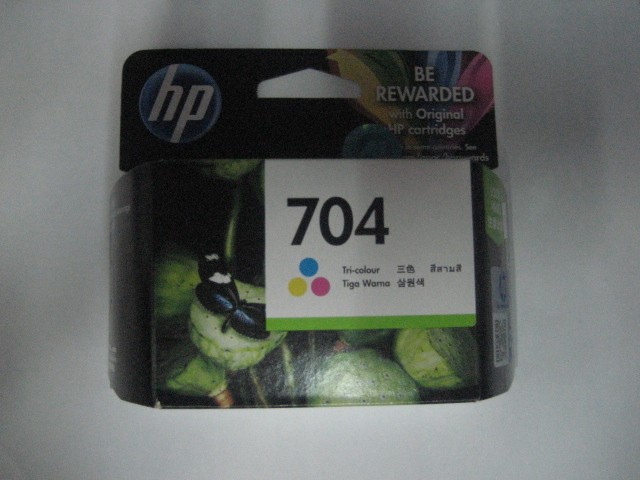 hp
BE
REWARDED
with Original
HP cartridges
See
704
Tri-colour 三色 สีสามสี
Tiga Warna 삼원색